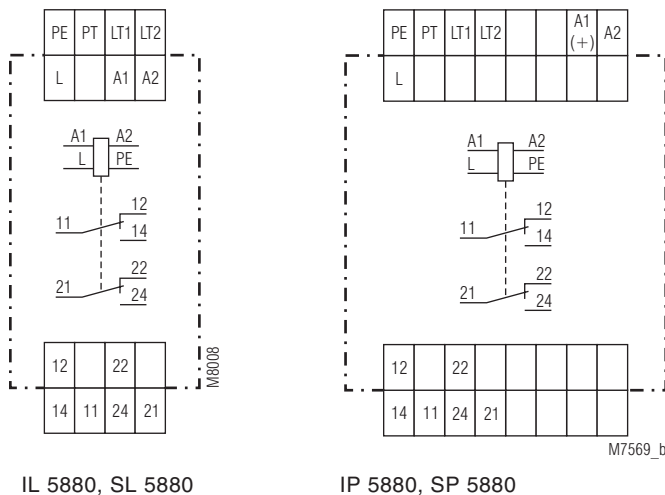 PE PT LT1 LT2
L A1 A2
A1 A2
L PE
12
11
14
22
21
24
12 22
14 11 24 21
M8008
IL 5880, SL 5880
PE PT LT1 LT2 A1 (+) A2
L
A1 A2
L PE
12
11
14
22
21
24
12 22
14 11 24 21
M7569_b
IP 5880, SP 5880